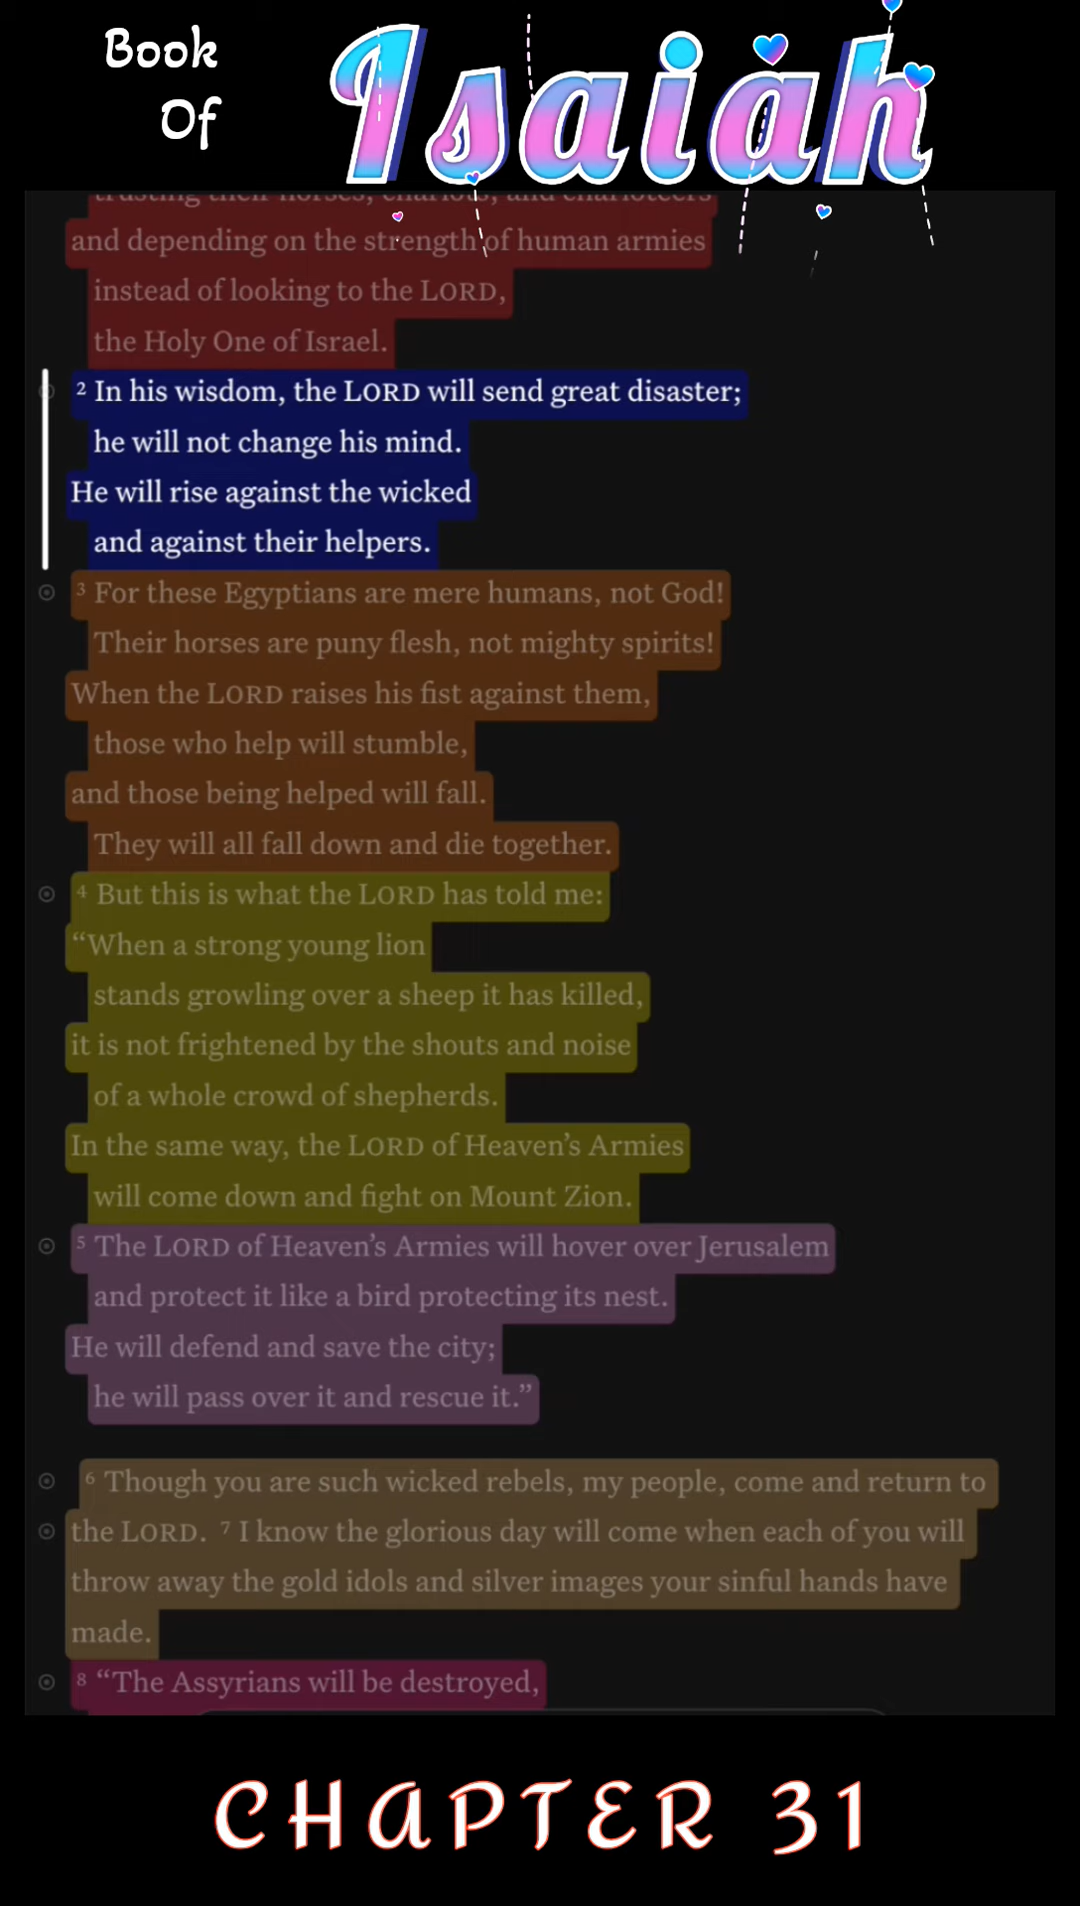 Book
Of
Isaiah
trusting their horses, chariots, and charioteers
and depending on the strength of human armies
instead of looking to the LORD,
the Holy One of Israel.
2 In his wisdom, the LORD will send great disaster;
he will not change his mind.
He will rise against the wicked
and against their helpers.
3 For these Egyptians are mere humans, not God!
Their horses are puny flesh, not mighty spirits!
When the LORD raises his fist against them,
those who help will stumble,
and those being helped will fall.
They will all fall down and die together.
4 But this is what the LORD has told me:
“When a strong young lion
stands growling over a sheep it has killed,
it is not frightened by the shouts and noise
of a whole crowd of shepherds.
In the same way, the LORD of Heaven’s Armies
will come down and fight on Mount Zion.
5 The LORD of Heaven’s Armies will hover over Jerusalem
and protect it like a bird protecting its nest.
He will defend and save the city;
he will pass over it and rescue it.”
6 Though you are such wicked rebels, my people, come and return to
the LORD. 7 I know the glorious day will come when each of you will
throw away the gold idols and silver images your sinful hands have
made.
8 “The Assyrians will be destroyed,
CHAPTER 31